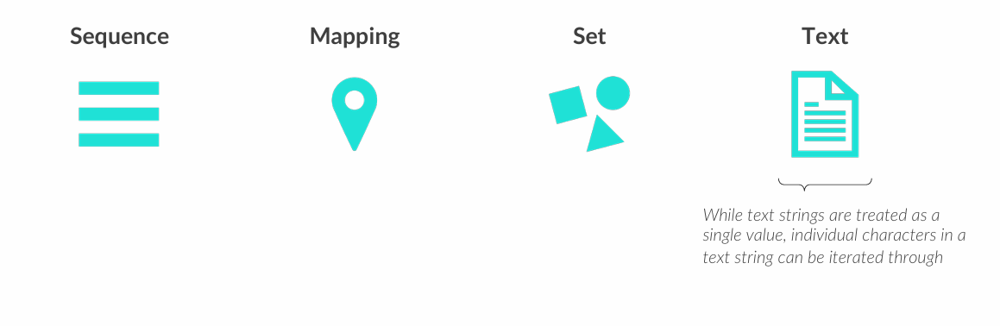 Sequence
Mapping
Set
Text
While text strings are treated as a
single value, individual characters in a
text string can be iterated through